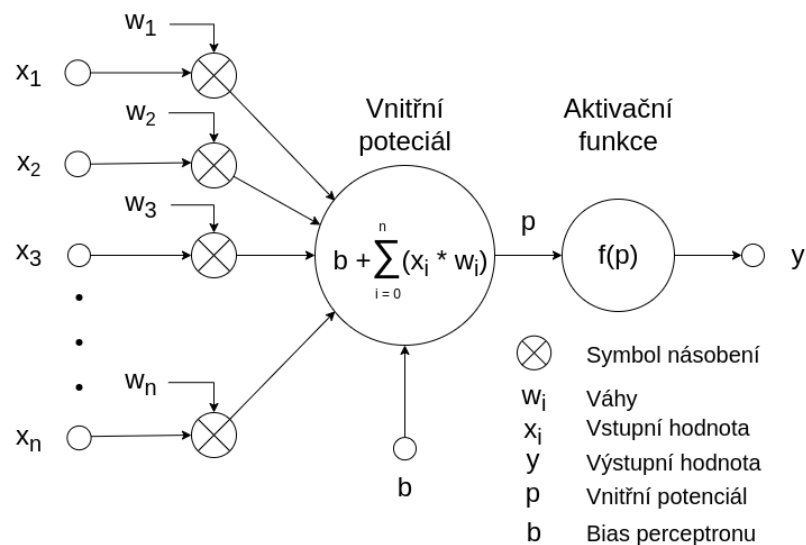 w1
x1
Vnitřní
poteciál
Aktivační
funkce
w2
x2
w3
x3
n
b + ∑ (xi * wi)
i = 0
p
f(p)
y
wn
xn
b
Symbol násobení
wi Váhy
xi Vstupní hodnota
y Výstupní hodnota
p Vnitřní potenciál
b Bias perceptronu